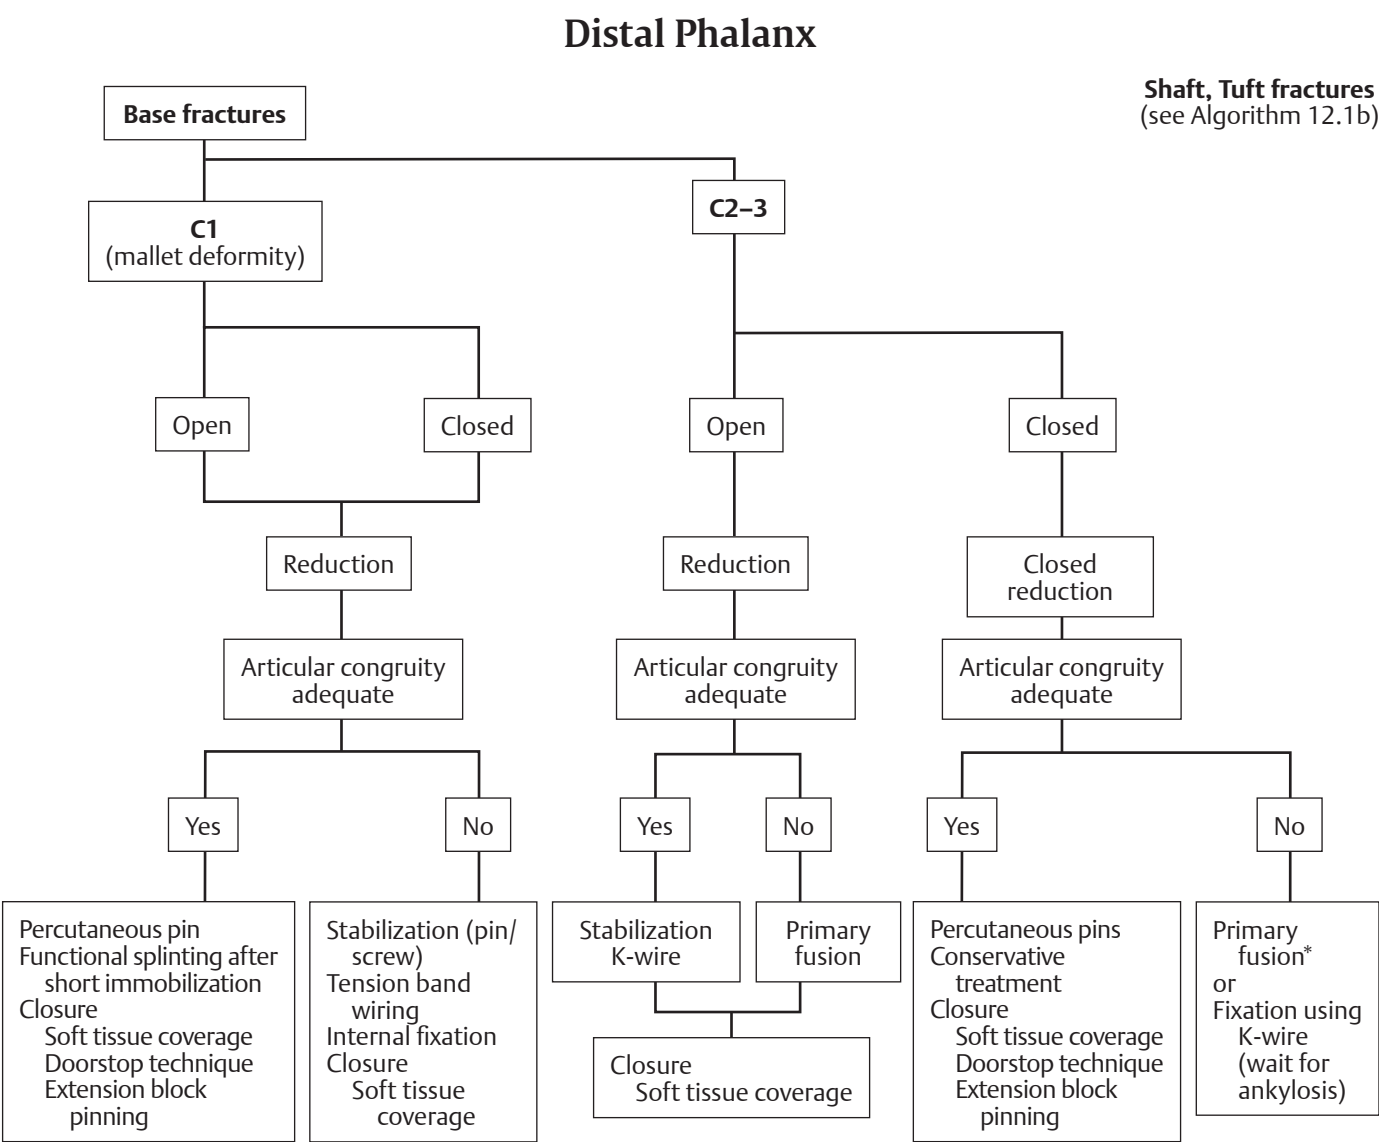 Distal Phalanx
Shaft, Tuft fractures
(see Algorithm 12.1b)
Base fractures
C1
(mallet deformity)
C2–3
Open
Closed
Open
Closed
Reduction
Reduction
Closed
reduction
Articular congruity
adequate
Articular congruity
adequate
Articular congruity
adequate
Yes
No
Yes
No
Yes
No
Percutaneous pin
Functional splinting after
short immobilization
Closure
Soft tissue coverage
Doorstop technique
Extension block
pinning
Stabilization (pin/
screw)
Tension band
wiring
Internal fixation
Closure
Soft tissue
coverage
Stabilization
K-wire
Primary
fusion
Closure
Soft tissue coverage
Percutaneous pins
Conservative
treatment
Closure
Soft tissue coverage
Doorstop technique
Extension block
pinning
Primary
fusion*
or
Fixation using
K-wire
(wait for
ankylosis)